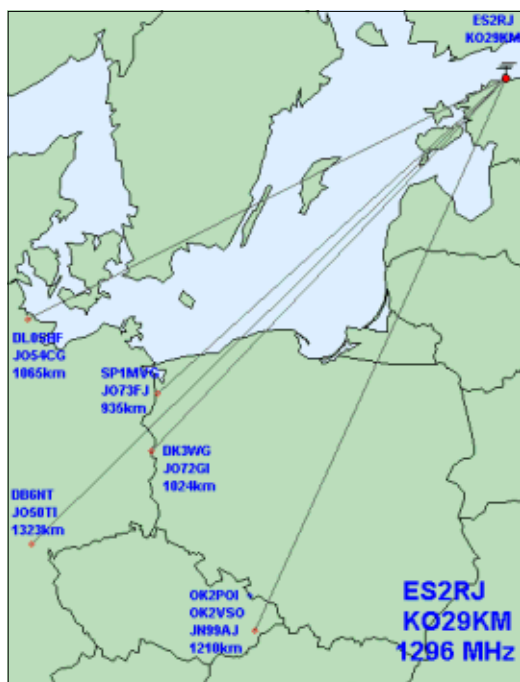 ES2RJ
KO29KM
DL0SHF
JO54CG
1065km
SP1MVG
JO73FJ
935km
DK3WG
JO72GI
1024km
DB6NT
JO50TI
1323km
OK2POI
OK2VSO
JN99AJ
1210km
ES2RJ
KO29KM
1296 MHz